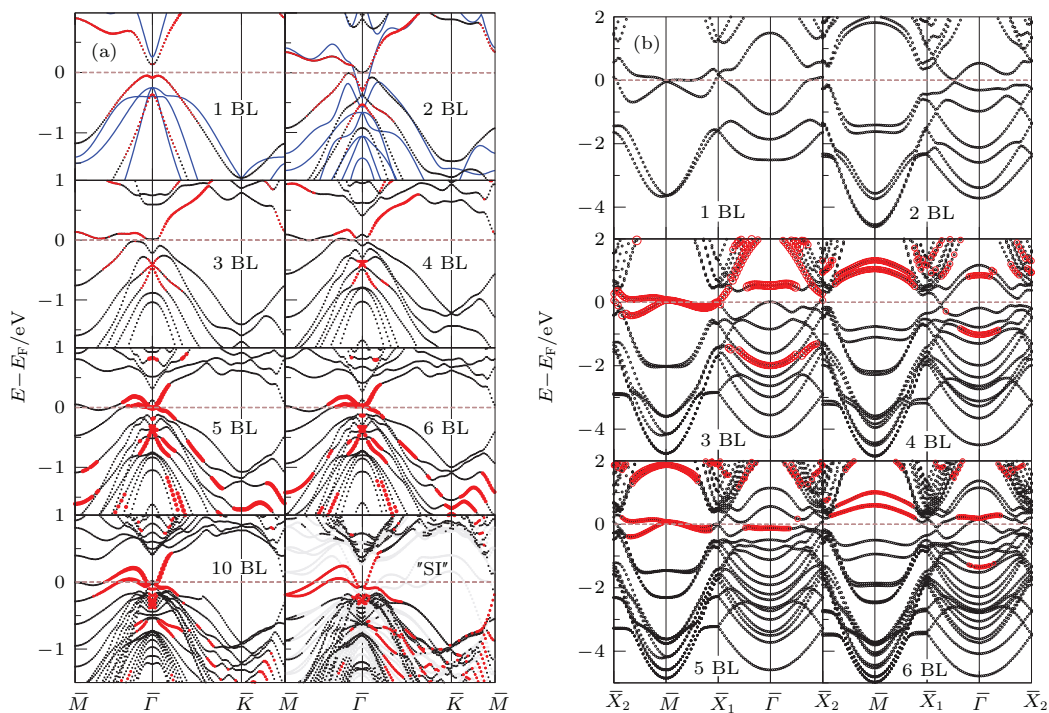 (a)
0
−1
1 BL
2 BL
1
0
−1
3 BL
4 BL
1
0
−1
5 BL
6 BL
1
0
−1
10 BL
"SI"
E−E_F/eV
M̄ Γ̄ K̄ M̄ Γ̄ K̄ M̄
(b)
2
0
−2
−4
1 BL
2 BL
2
0
−2
−4
3 BL
4 BL
2
0
−2
−4
5 BL
6 BL
E−E_F/eV
X̄₂ M̄ X̄₁ Γ̄ X̄₂ M̄ X̄₁ Γ̄ X̄₂